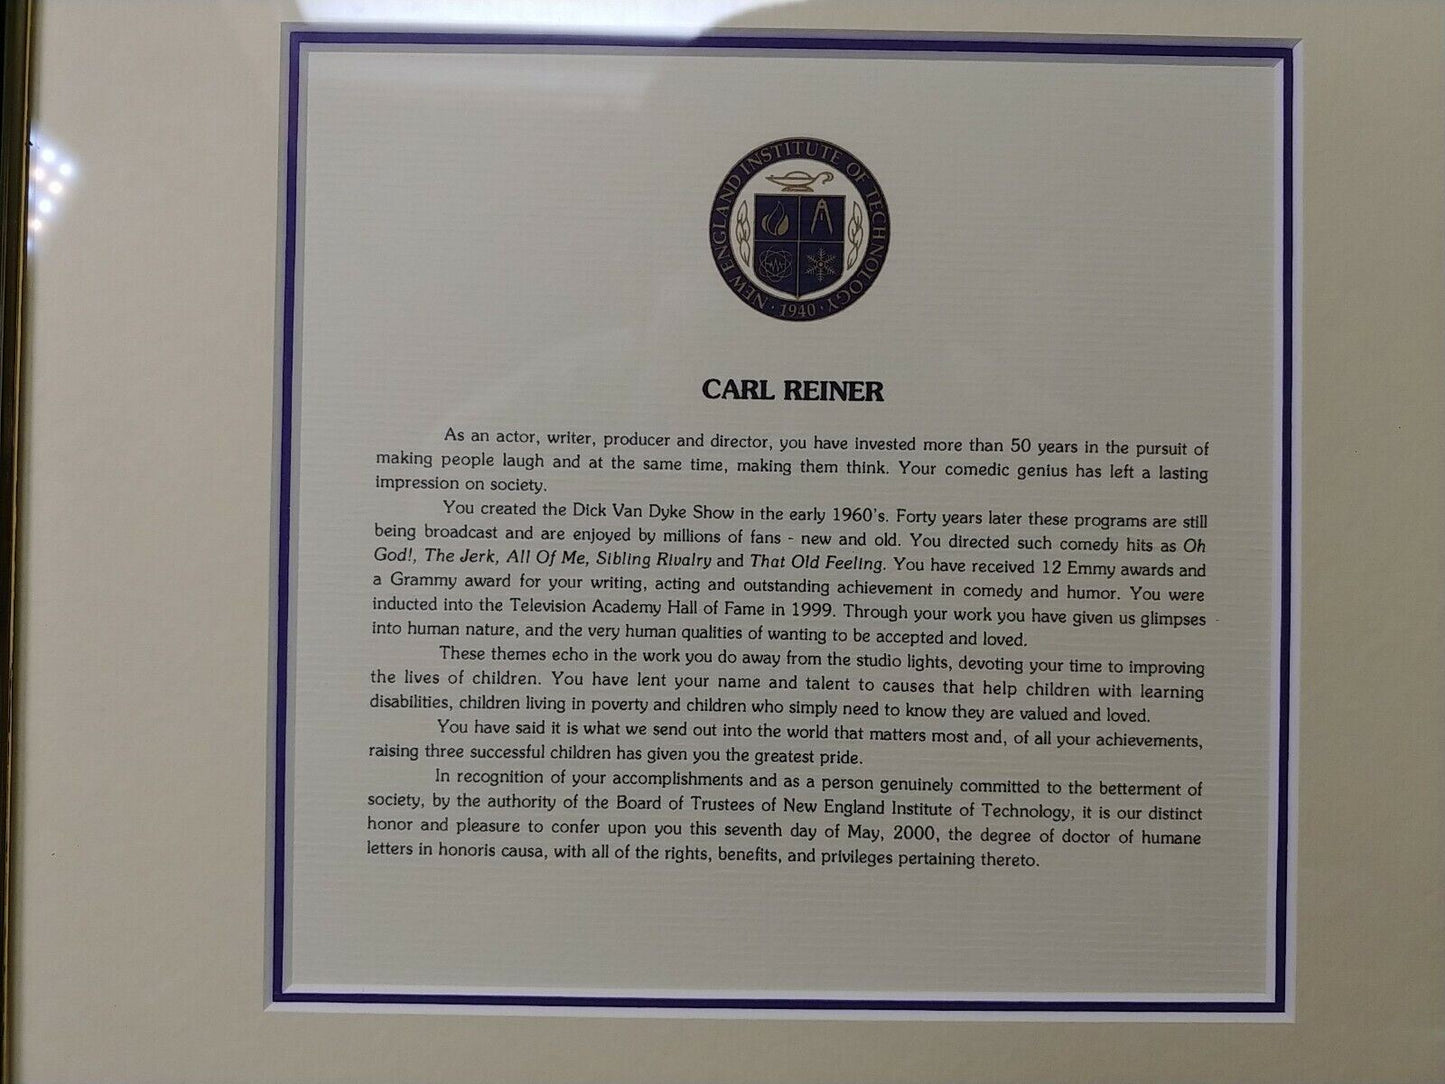 NEW ENGLAND INSTITUTE OF TECHNOLOGY
· 1940 ·
CARL REINER
As an actor, writer, producer and director, you have invested more than 50 years in the pursuit of
making people laugh and at the same time, making them think. Your comedic genius has left a lasting
impression on society.
You created the Dick Van Dyke Show in the early 1960's. Forty years later these programs are still
being broadcast and are enjoyed by millions of fans - new and old. You directed such comedy hits as Oh
God!, The Jerk, All Of Me, Sibling Rivalry and That Old Feeling. You have received 12 Emmy awards and
a Grammy award for your writing, acting and outstanding achievement in comedy and humor. You were
inducted into the Television Academy Hall of Fame in 1999. Through your work you have given us glimpses
into human nature, and the very human qualities of wanting to be accepted and loved.
These themes echo in the work you do away from the studio lights, devoting your time to improving
the lives of children. You have lent your name and talent to causes that help children with learning
disabilities, children living in poverty and children who simply need to know they are valued and loved.
You have said it is what we send out into the world that matters most and, of all your achievements,
raising three successful children has given you the greatest pride.
In recognition of your accomplishments and as a person genuinely committed to the betterment of
society, by the authority of the Board of Trustees of New England Institute of Technology, it is our distinct
honor and pleasure to confer upon you this seventh day of May, 2000, the degree of doctor of humane
letters in honoris causa, with all of the rights, benefits, and privileges pertaining thereto.